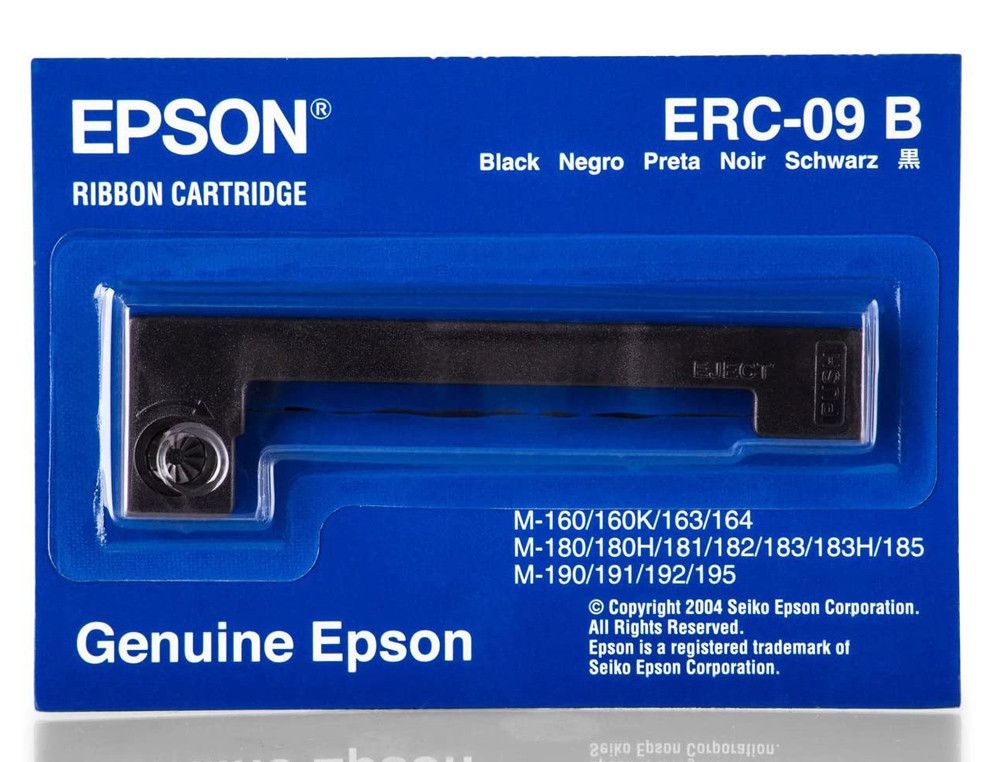 EPSON®
RIBBON CARTRIDGE
ERC-09 B
Black Negro Preta Noir Schwarz 黒
EJECT
PUSH
M-160/160K/163/164
M-180/180H/181/182/183/183H/185
M-190/191/192/195
© Copyright 2004 Seiko Epson Corporation.
All Rights Reserved.
Epson is a registered trademark of
Seiko Epson Corporation.
Genuine Epson